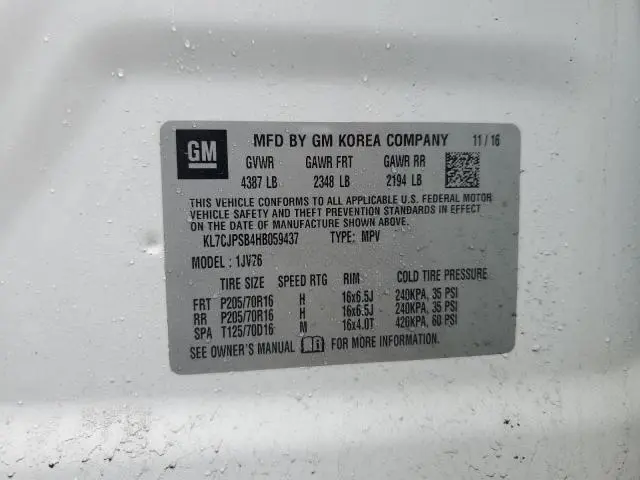 GM MFD BY GM KOREA COMPANY 11/16
GVWR GAWR FRT GAWR RR
4387 LB 2348 LB 2194 LB
THIS VEHICLE CONFORMS TO ALL APPLICABLE U.S. FEDERAL MOTOR
VEHICLE SAFETY AND THEFT PREVENTION STANDARDS IN EFFECT
ON THE DATE OF MANUFACTURE SHOWN ABOVE.
KL7CJPSB4HB059437 TYPE: MPV
MODEL : 1JV76
TIRE SIZE SPEED RTG RIM COLD TIRE PRESSURE
FRT P205/70R16 H 16x6.5J 240KPA, 35 PSI
RR P205/70R16 H 16x6.5J 240KPA, 35 PSI
SPA T125/70D16 M 16x4.0T 420KPA, 60 PSI
SEE OWNER'S MANUAL FOR MORE INFORMATION.